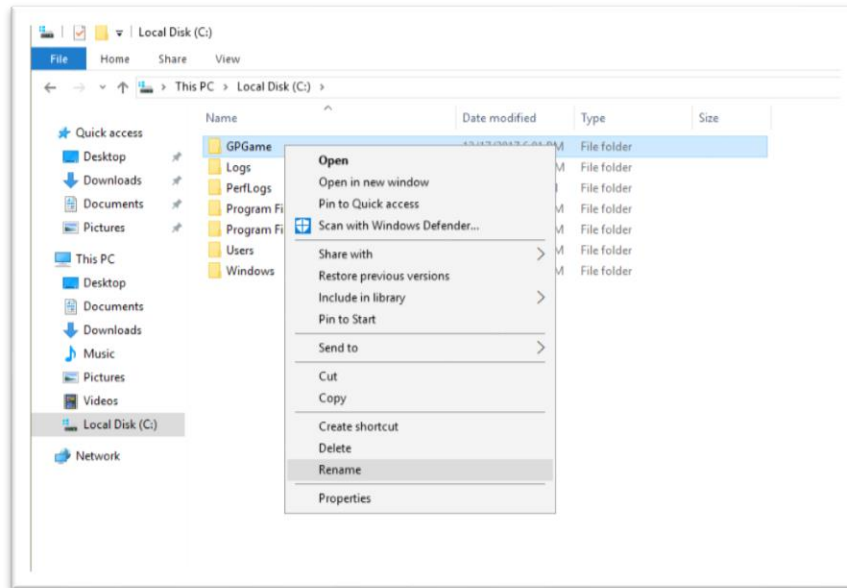 Local Disk (C:)
File Home Share View
This PC > Local Disk (C:) >
Name Date modified Type Size
Quick access
Desktop
Downloads
Documents
Pictures
This PC
Desktop
Documents
Downloads
Music
Pictures
Videos
Local Disk (C:)
Network
GPGame File folder
Logs M File folder
PerfLogs File folder
Program Fi M File folder
Program Fi M File folder
Users M File folder
Windows M File folder
Open
Open in new window
Pin to Quick access
Scan with Windows Defender...
Share with
Restore previous versions
Include in library
Pin to Start
Send to
Cut
Copy
Create shortcut
Delete
Rename
Properties